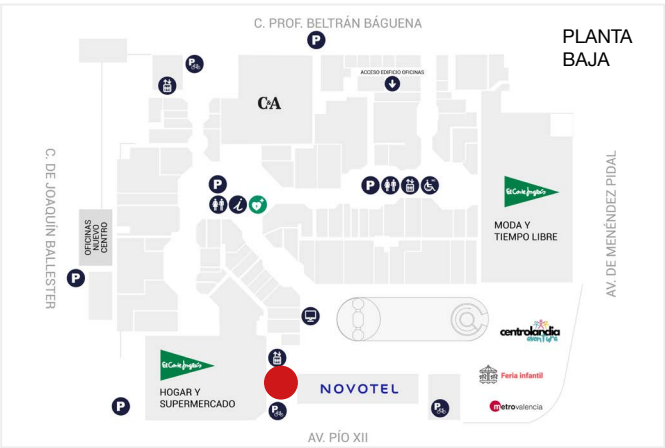 C. PROF. BELTRÁN BÁGUENA
PLANTA
BAJA
P
ACCESO EDIFICIO OFICINAS
C&A
C. DE JOAQUÍN BALLESTER
OFICINAS
NUEVO
CENTRO
P
P
i
P
El Corte Inglés
MODA Y
TIEMPO LIBRE
AV. DE MENÉNDEZ PIDAL
centrolandia
aventura
El Corte Inglés
HOGAR Y
SUPERMERCADO
NOVOTEL
Feria infantil
metrovalencia
P
P
P
P
AV. PÍO XII